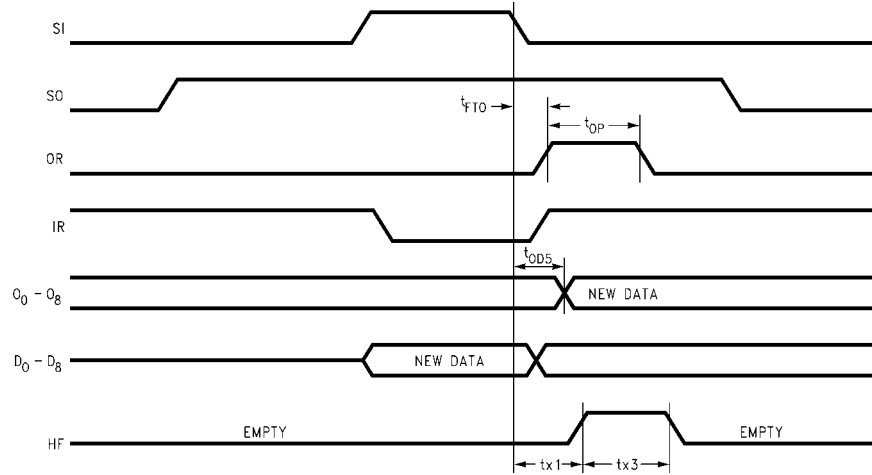 SI
SO
tFTO
tOP
OR
IR
tOD5
O0 – O8 NEW DATA
D0 – D8 NEW DATA
HF EMPTY EMPTY
tx1 tx3